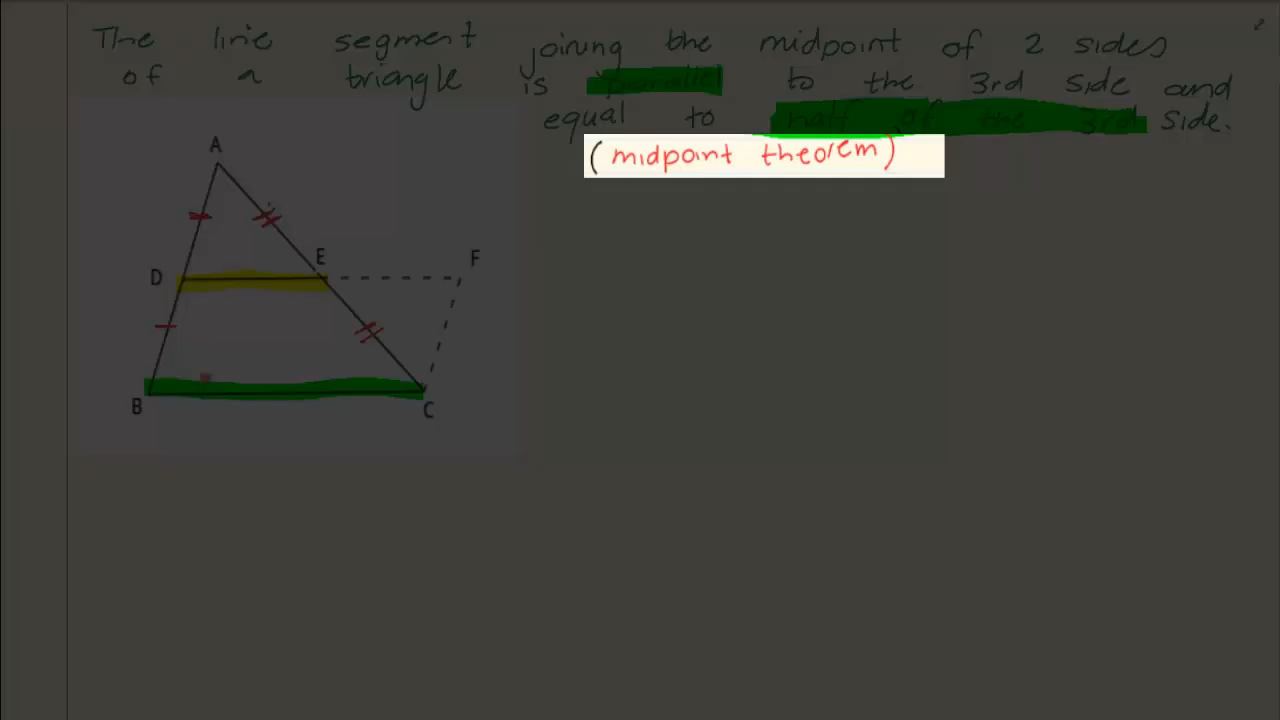 The line segment joining the midpoint of 2 sides
of a triangle is parallel to the 3rd side and
equal to half of the 3rd side.
(midpoint theorem)
A
E
F
D
B
C